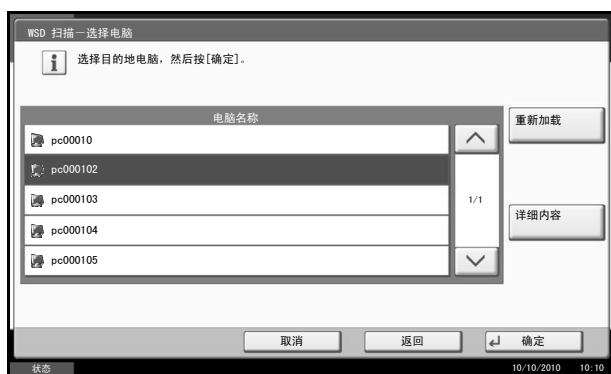 WSD 扫描－选择电脑
选择目的地电脑，然后按[确定]。
电脑名称
重新加载
pc00010
pc000102
pc000103
1/1
详细内容
pc000104
pc000105
取消
返回
确定
状态
10/10/2010 10:10